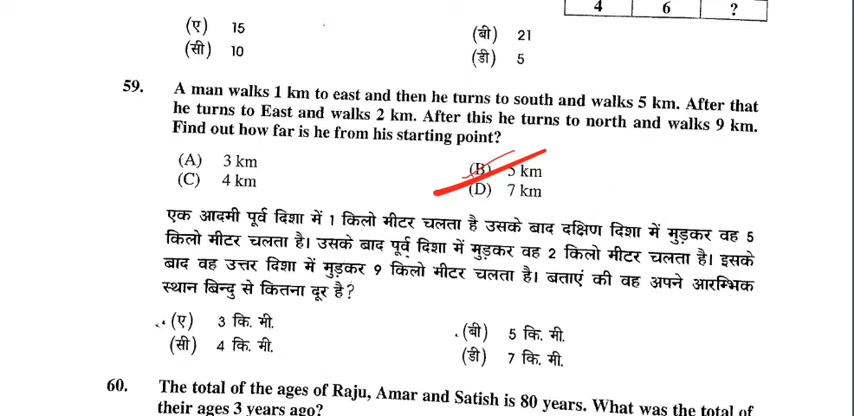 4 6 ?
(ए) 15 (बी) 21
(सी) 10 (डी) 5
59. A man walks 1 km to east and then he turns to south and walks 5 km. After that
he turns to East and walks 2 km. After this he turns to north and walks 9 km.
Find out how far is he from his starting point?
(A) 3 km (B) 5 km
(C) 4 km (D) 7 km
एक आदमी पूर्व दिशा में 1 किलो मीटर चलता है उसके बाद दक्षिण दिशा में मुड़कर वह 5
किलो मीटर चलता है। उसके बाद पूर्व दिशा में मुड़कर वह 2 किलो मीटर चलता है। इसके
बाद वह उत्तर दिशा में मुड़कर 9 किलो मीटर चलता है। बताएं की वह अपने आरम्भिक
स्थान बिन्दु से कितना दूर है?
(ए) 3 कि. मी. (बी) 5 कि. मी.
(सी) 4 कि. मी. (डी) 7 कि. मी.
60. The total of the ages of Raju, Amar and Satish is 80 years. What was the total of
their ages 3 years ago?